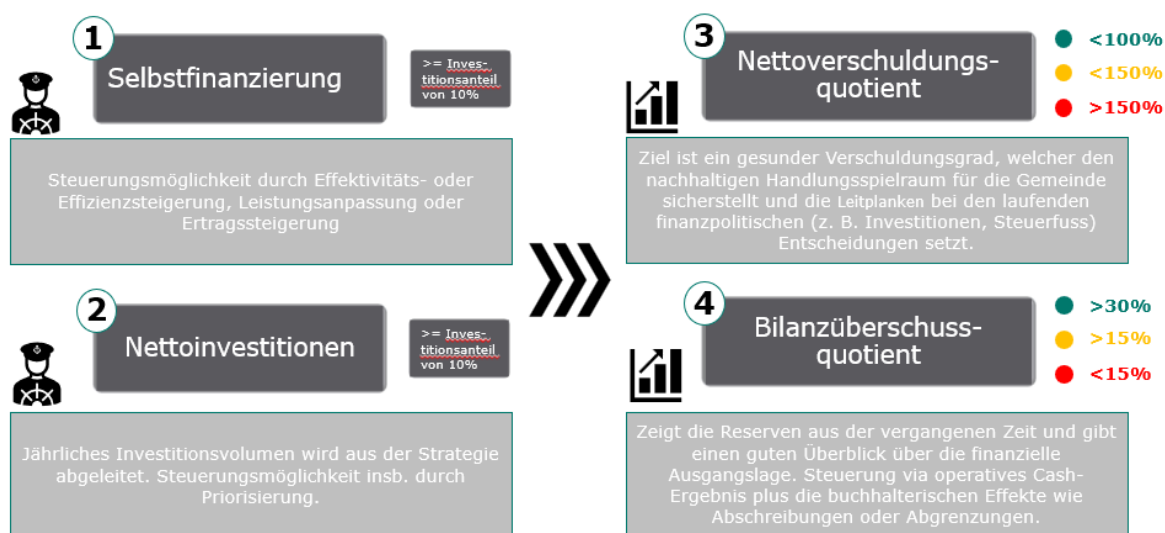 1
Selbstfinanzierung
>= Inves-
titionsanteil
von 10%
Steuerungsmöglichkeit durch Effektivitäts- oder
Effizienzsteigerung, Leistungsanpassung oder
Ertragssteigerung
2
Nettoinvestitionen
>= Inves-
titionsanteil
von 10%
Jährliches Investitionsvolumen wird aus der Strategie
abgeleitet. Steuerungsmöglichkeit insb. durch
Priorisierung.
3
Nettoverschuldungs-
quotient
<100%
<150%
>150%
Ziel ist ein gesunder Verschuldungsgrad, welcher den
nachhaltigen Handlungsspielraum für die Gemeinde
sicherstellt und die Leitplanken bei den laufenden
finanzpolitischen (z. B. Investitionen, Steuerfuss)
Entscheidungen setzt.
4
Bilanzüberschuss-
quotient
>30%
>15%
<15%
Zeigt die Reserven aus der vergangenen Zeit und gibt
einen guten Überblick über die finanzielle
Ausgangslage. Steuerung via operatives Cash-
Ergebnis plus die buchhalterischen Effekte wie
Abschreibungen oder Abgrenzungen.